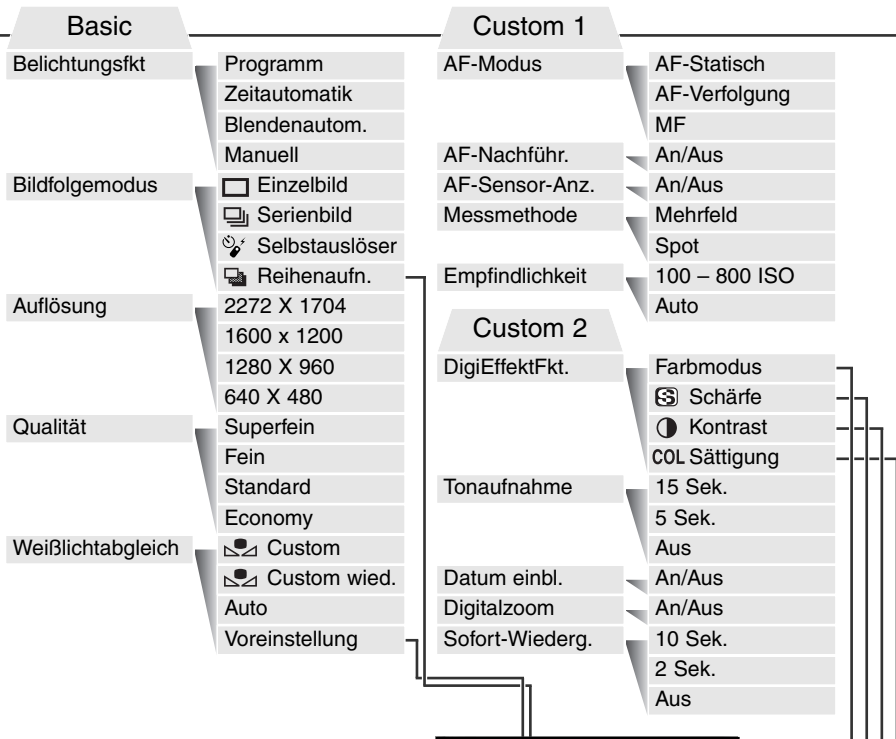 Basic
Belichtungsfkt
Programm
Zeitautomatik
Blendenautom.
Manuell
Bildfolgemodus
Einzelbild
Serienbild
Selbstauslöser
Reihenaufn.
Auflösung
2272 X 1704
1600 x 1200
1280 X 960
640 X 480
Qualität
Superfein
Fein
Standard
Economy
Weißlichtabgleich
Custom
Custom wied.
Auto
Voreinstellung
Custom 1
AF-Modus
AF-Statisch
AF-Verfolgung
MF
AF-Nachführ.
An/Aus
AF-Sensor-Anz.
An/Aus
Messmethode
Mehrfeld
Spot
Empfindlichkeit
100 – 800 ISO
Auto
Custom 2
DigiEffektFkt.
Farbmodus
S Schärfe
Kontrast
COL Sättigung
Tonaufnahme
15 Sek.
5 Sek.
Aus
Datum einbl.
An/Aus
Digitalzoom
An/Aus
Sofort-Wiederg.
10 Sek.
2 Sek.
Aus